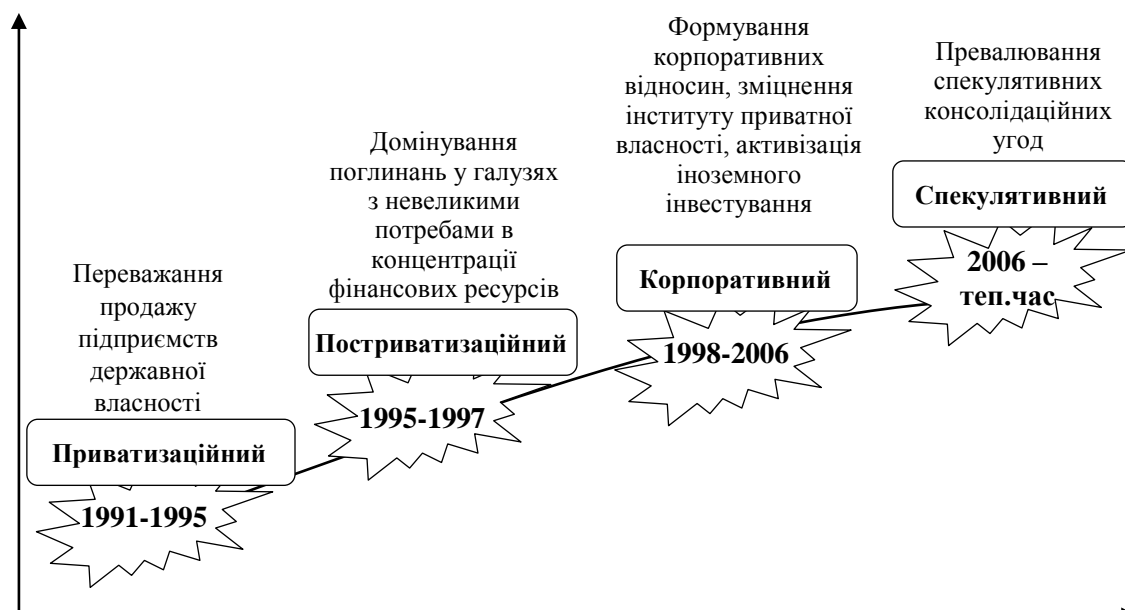 Переважання
продажу
підприємств
державної
власності
Приватизаційний
1991-1995
Домінування
поглинань у галузях
з невеликими
потребами в
концентрації
фінансових ресурсів
Постриватизаційний
1995-1997
Формування
корпоративних
відносин, зміцнення
інституту приватної
власності, активізація
іноземного
інвестування
Корпоративний
1998-2006
Превалювання
спекулятивних
консолідаційних
угод
Спекулятивний
2006 –
теп.час